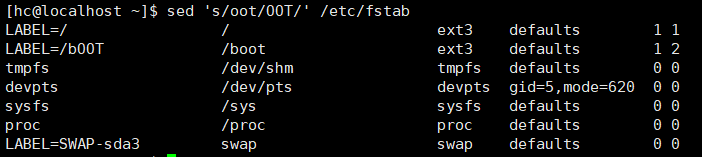 [hc@localhost ~]$ sed 's/oot/OOT/' /etc/fstab
LABEL=/ / ext3 defaults 1 1
LABEL=/bOOT /boot ext3 defaults 1 2
tmpfs /dev/shm tmpfs defaults 0 0
devpts /dev/pts devpts gid=5,mode=620 0 0
sysfs /sys sysfs defaults 0 0
proc /proc proc defaults 0 0
LABEL=SWAP-sda3 swap swap defaults 0 0